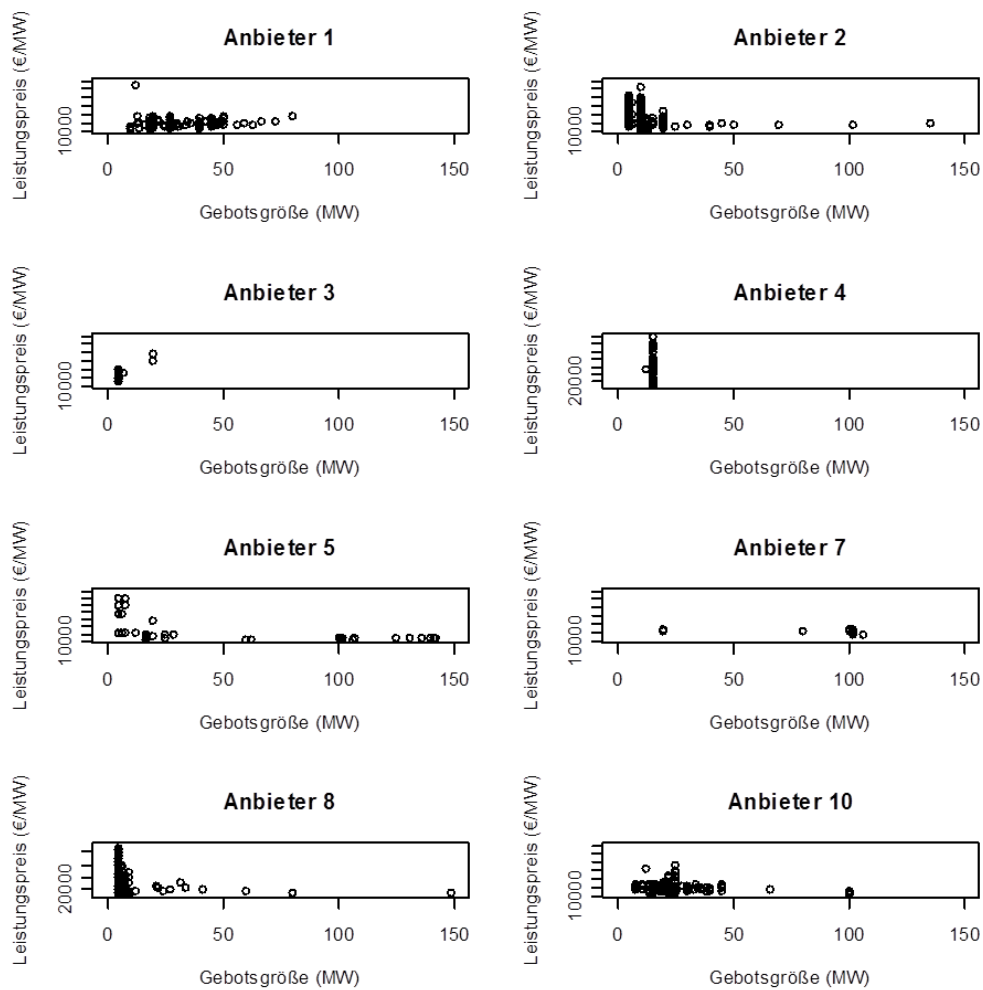 Anbieter 1
Leistungspreis (€/MW)
10000
0 50 100 150
Gebotsgröße (MW)
Anbieter 2
Leistungspreis (€/MW)
10000
0 50 100 150
Gebotsgröße (MW)
Anbieter 3
Leistungspreis (€/MW)
10000
0 50 100 150
Gebotsgröße (MW)
Anbieter 4
Leistungspreis (€/MW)
20000
0 50 100 150
Gebotsgröße (MW)
Anbieter 5
Leistungspreis (€/MW)
10000
0 50 100 150
Gebotsgröße (MW)
Anbieter 7
Leistungspreis (€/MW)
10000
0 50 100 150
Gebotsgröße (MW)
Anbieter 8
Leistungspreis (€/MW)
20000
0 50 100 150
Gebotsgröße (MW)
Anbieter 10
Leistungspreis (€/MW)
10000
0 50 100 150
Gebotsgröße (MW)